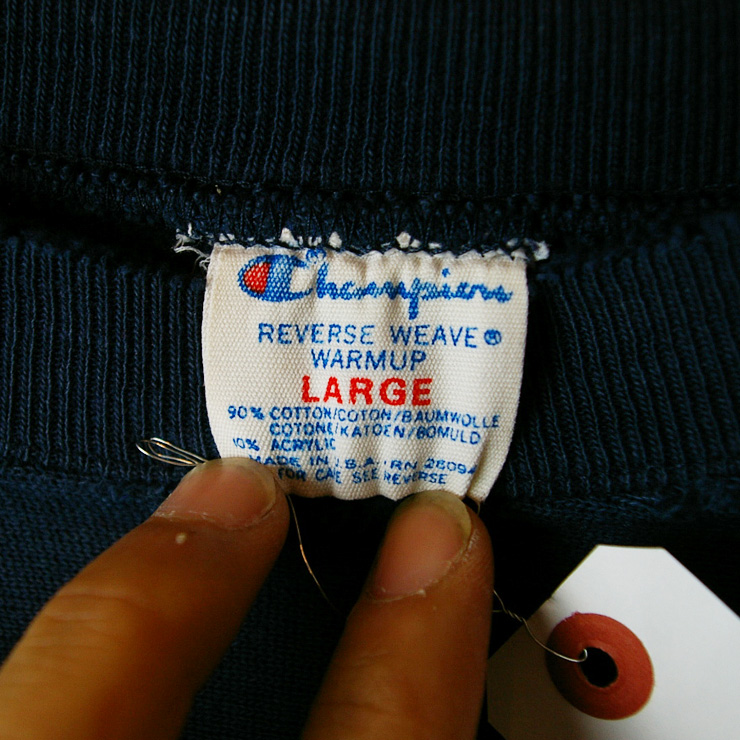 Champion
REVERSE WEAVE®
WARMUP
LARGE
90% COTTON/COTON/BAUMWOLLE
COTONE/KATOEN/BOMULD
10% ACRYLIC
MADE IN U.S.A. RN 26094
FOR CARE SEE REVERSE